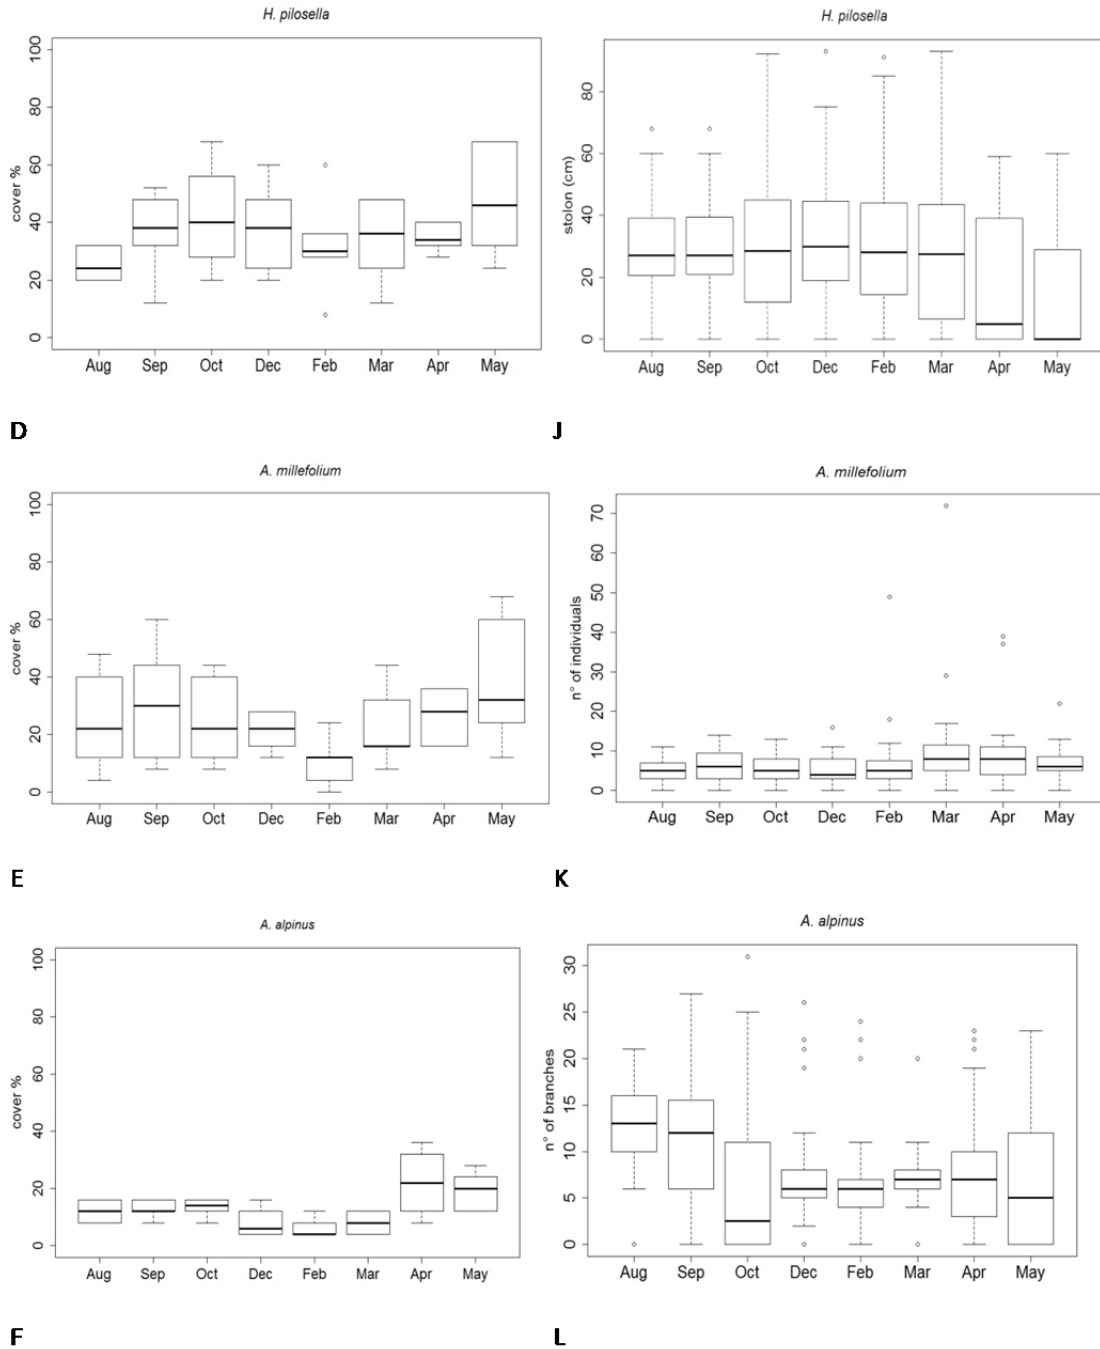 H. pilosella
100
80
60
40
20
0
cover %
Aug Sep Oct Dec Feb Mar Apr May
D
H. pilosella
80
60
40
20
0
stolon (cm)
Aug Sep Oct Dec Feb Mar Apr May
J
A. millefolium
100
80
60
40
20
0
cover %
Aug Sep Oct Dec Feb Mar Apr May
E
A. millefolium
70
60
50
40
30
20
10
0
n° of individuals
Aug Sep Oct Dec Feb Mar Apr May
K
A. alpinus
100
80
60
40
20
0
cover %
Aug Sep Oct Dec Feb Mar Apr May
F
A. alpinus
30
25
20
15
10
5
0
n° of branches
Aug Sep Oct Dec Feb Mar Apr May
L